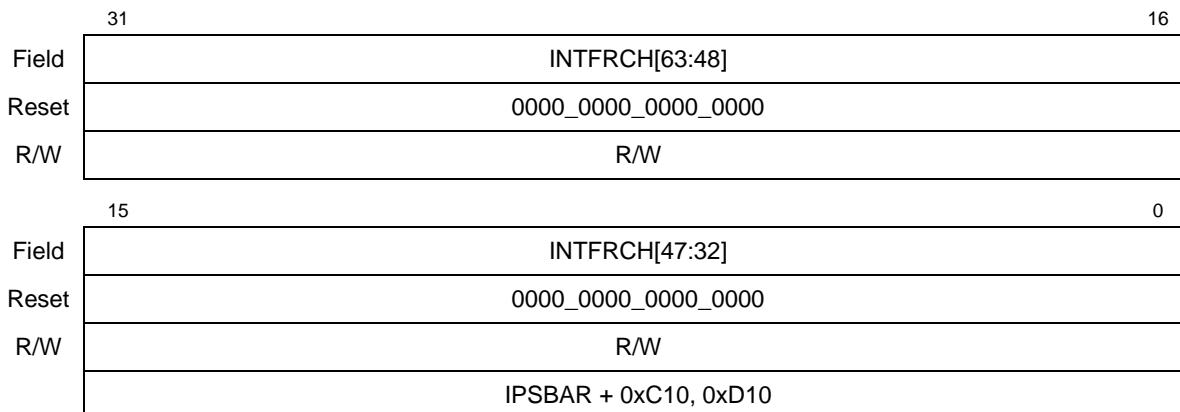 31 16
Field INTFRCH[63:48]
Reset 0000_0000_0000_0000
R/W R/W
15 0
Field INTFRCH[47:32]
Reset 0000_0000_0000_0000
R/W R/W
IPSBAR + 0xC10, 0xD10